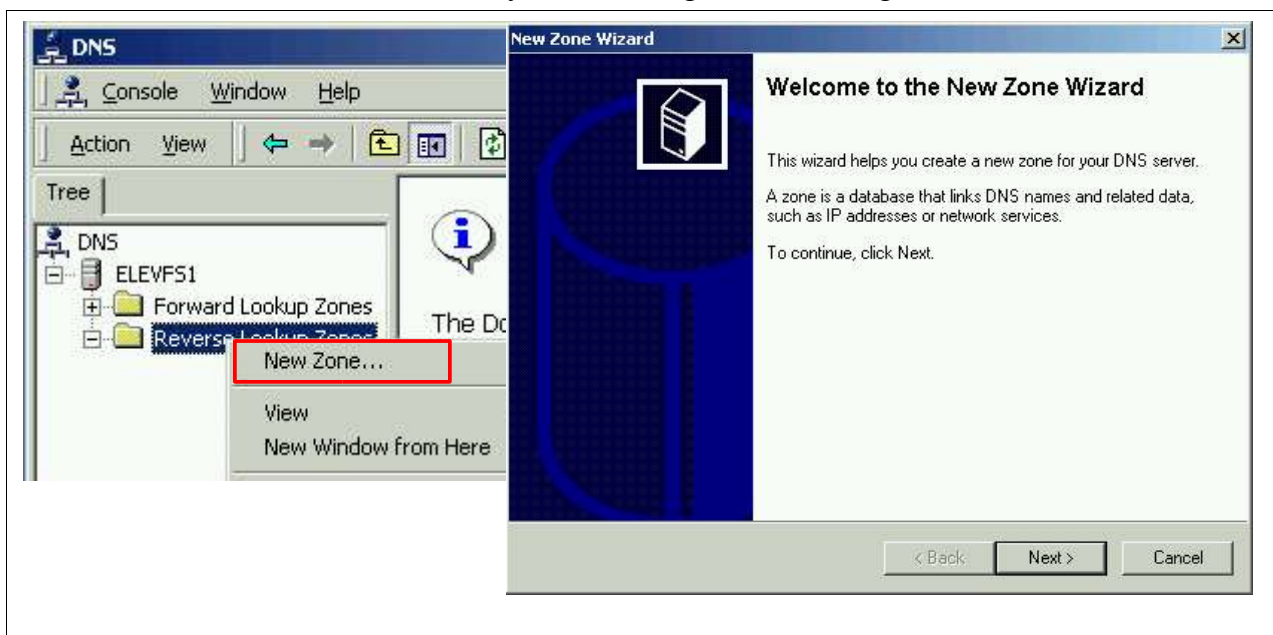 DNS
Console Window Help
Action View
Tree
DNS
ELEVFS1
Forward Lookup Zones
Reverse Lookup Zones
New Zone...
View
New Window from Here
The Do
New Zone Wizard
Welcome to the New Zone Wizard
This wizard helps you create a new zone for your DNS server.
A zone is a database that links DNS names and related data,
such as IP addresses or network services.
To continue, click Next.
< Back Next > Cancel